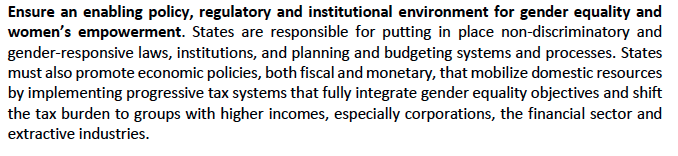 Ensure an enabling policy, regulatory and institutional environment for gender equality and
women's empowerment. States are responsible for putting in place non-discriminatory and
gender-responsive laws, institutions, and planning and budgeting systems and processes. States
must also promote economic policies, both fiscal and monetary, that mobilize domestic resources
by implementing progressive tax systems that fully integrate gender equality objectives and shift
the tax burden to groups with higher incomes, especially corporations, the financial sector and
extractive industries.